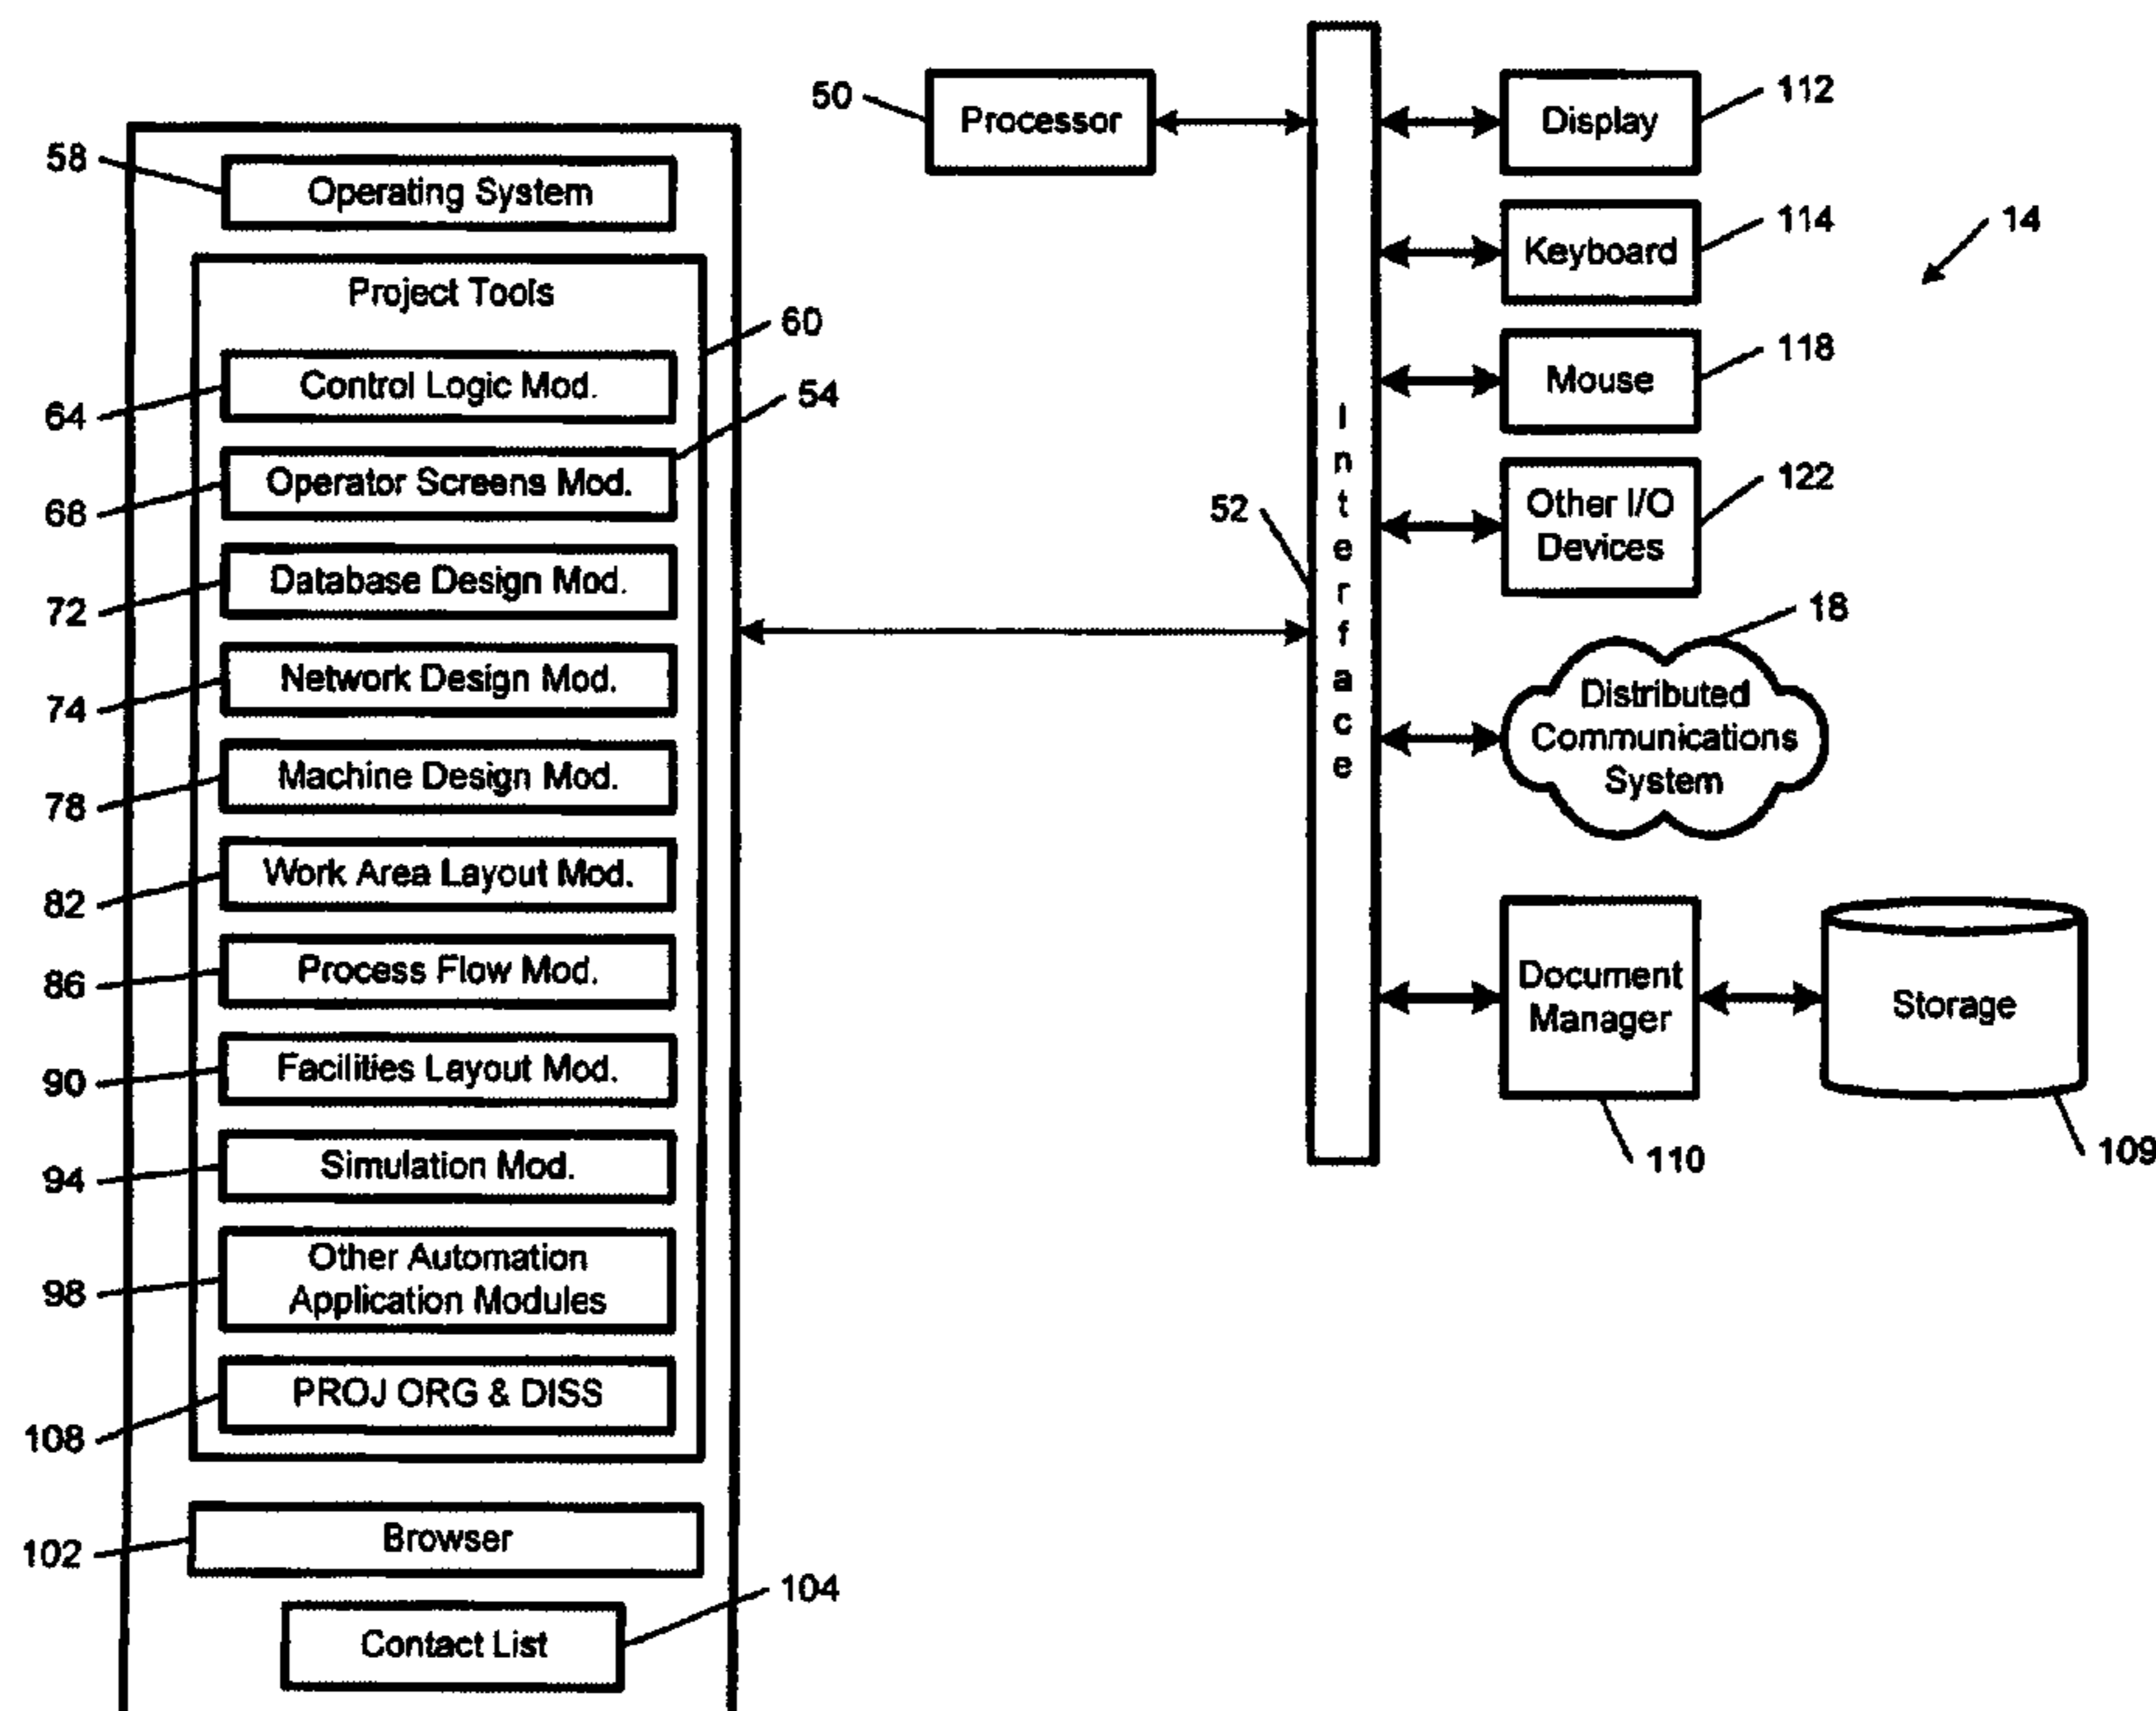 58
Operating System
Project Tools
60
64
Control Logic Mod.
54
68
Operator Screens Mod.
72
Database Design Mod.
74
Network Design Mod.
78
Machine Design Mod.
82
Work Area Layout Mod.
86
Process Flow Mod.
90
Facilities Layout Mod.
94
Simulation Mod.
98
Other Automation
Application Modules
108
PROJ ORG & DISS
102
Browser
104
Contact List
50
Processor
52
Interface
Display
112
Keyboard
114
14
Mouse
118
Other I/O
Devices
122
18
Distributed
Communications
System
Document
Manager
110
Storage
109